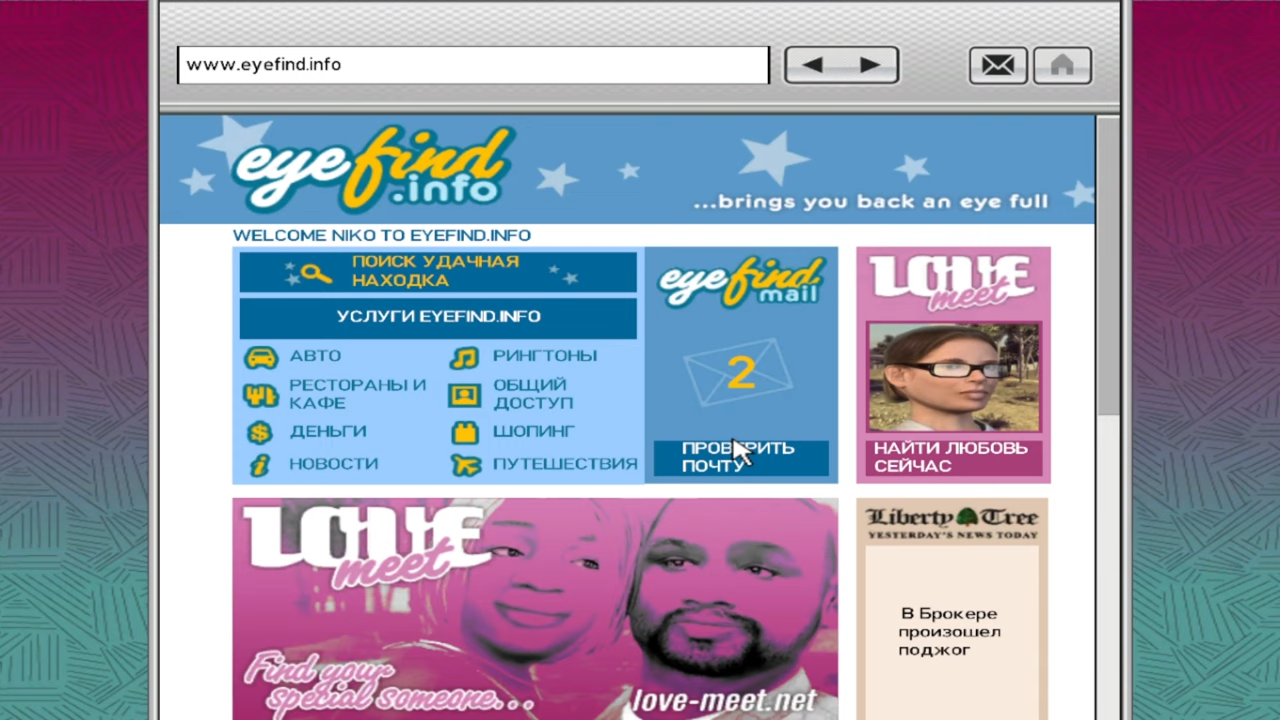 www.eyefind.info
eyefind
.info
...brings you back an eye full
WELCOME NIKO TO EYEFIND.INFO
ПОИСК УДАЧНАЯ
НАХОДКА
УСЛУГИ EYEFIND.INFO
АВТО
РИНГТОНЫ
РЕСТОРАНЫ И
КАФЕ
ОБЩИЙ
ДОСТУП
ДЕНЬГИ
ШОПИНГ
НОВОСТИ
ПУТЕШЕСТВИЯ
eyefind
mail
2
ПРОВЕРИТЬ
ПОЧТУ
LOVE
meet
НАЙТИ ЛЮБОВЬ
СЕЙЧАС
LOVE
meet
Find your
special someone...
love-meet.net
Liberty Tree
YESTERDAY'S NEWS TODAY
В Брокере
произошел
поджог